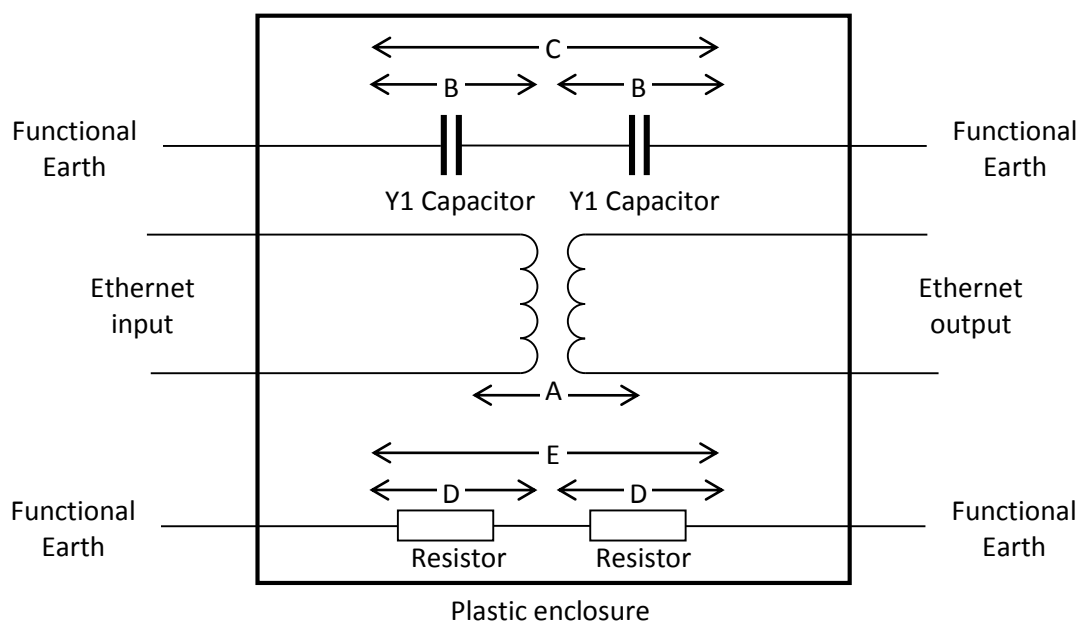 C
B
B
Functional
Earth
Functional
Earth
Y1 Capacitor
Y1 Capacitor
Ethernet
input
Ethernet
output
A
E
D
D
Functional
Earth
Functional
Earth
Resistor
Resistor
Plastic enclosure